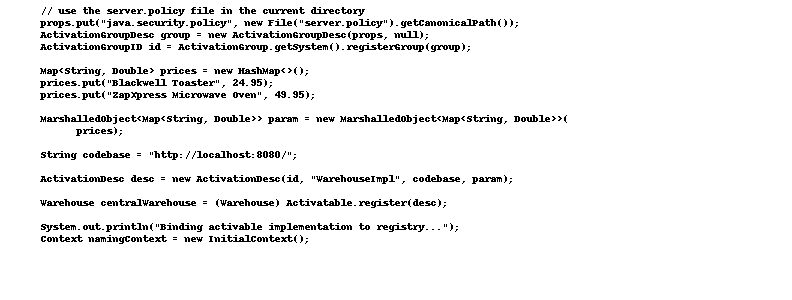 // use the server.policy file in the current directory
props.put("java.security.policy", new File("server.policy").getCanonicalPath());
ActivationGroupDesc group = new ActivationGroupDesc(props, null);
ActivationGroupID id = ActivationGroup.getSystem().registerGroup(group);
Map<String, Double> prices = new HashMap<>();
prices.put("Blackwell Toaster", 24.95);
prices.put("ZapXpress Microwave Oven", 49.95);
MarshalledObject<Map<String, Double>> param = new MarshalledObject<Map<String, Double>>(
prices);
String codebase = "http://localhost:8080/";
ActivationDesc desc = new ActivationDesc(id, "WarehouseImpl", codebase, param);
Warehouse centralWarehouse = (Warehouse) Activatable.register(desc);
System.out.println("Binding activable implementation to registry...");
Context namingContext = new InitialContext();